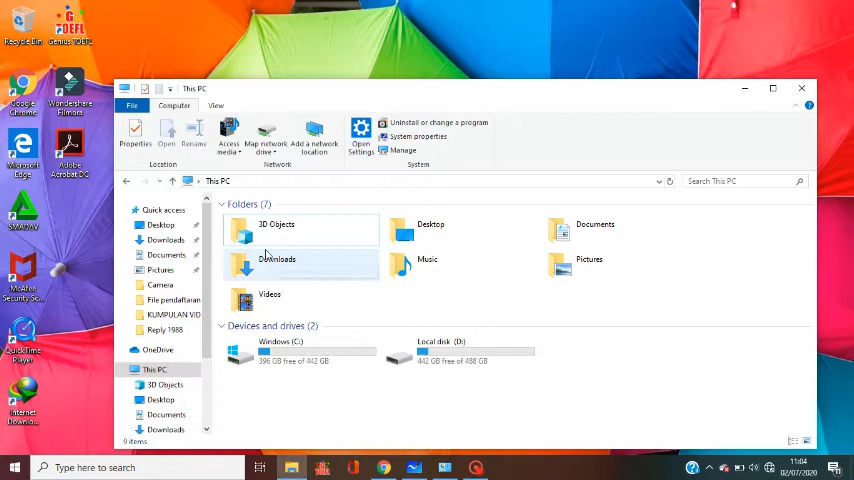 Recycle Bin
Genius TOEFL
Google Chrome
Wondershare Filmora
Microsoft Edge
Adobe Acrobat DC
SMADAV
McAfee Security Sc...
QuickTime Player
Internet Downlo...
This PC
File
Computer
View
Properties
Open
Rename
Access media
Map network drive
Add a network location
Open Settings
Uninstall or change a program
System properties
Manage
Location
Network
System
This PC
Search This PC
Quick access
Desktop
Downloads
Documents
Pictures
Camera
File pendaftaran
KUMPULAN VID
Reply 1988
OneDrive
This PC
3D Objects
Desktop
Documents
Downloads
Folders (7)
3D Objects
Desktop
Documents
Downloads
Music
Pictures
Videos
Devices and drives (2)
Windows (C:)
396 GB free of 442 GB
Local disk (D:)
442 GB free of 488 GB
9 items
Type here to search
11:04
02/07/2020